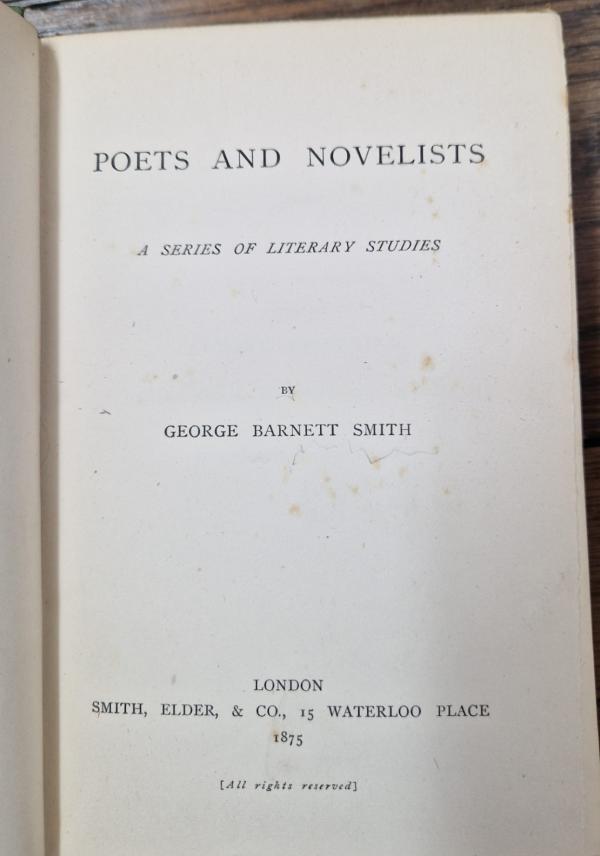 POETS AND NOVELISTS
A SERIES OF LITERARY STUDIES
BY
GEORGE BARNETT SMITH
LONDON
SMITH, ELDER, & CO., 15 WATERLOO PLACE
1875
[All rights reserved]